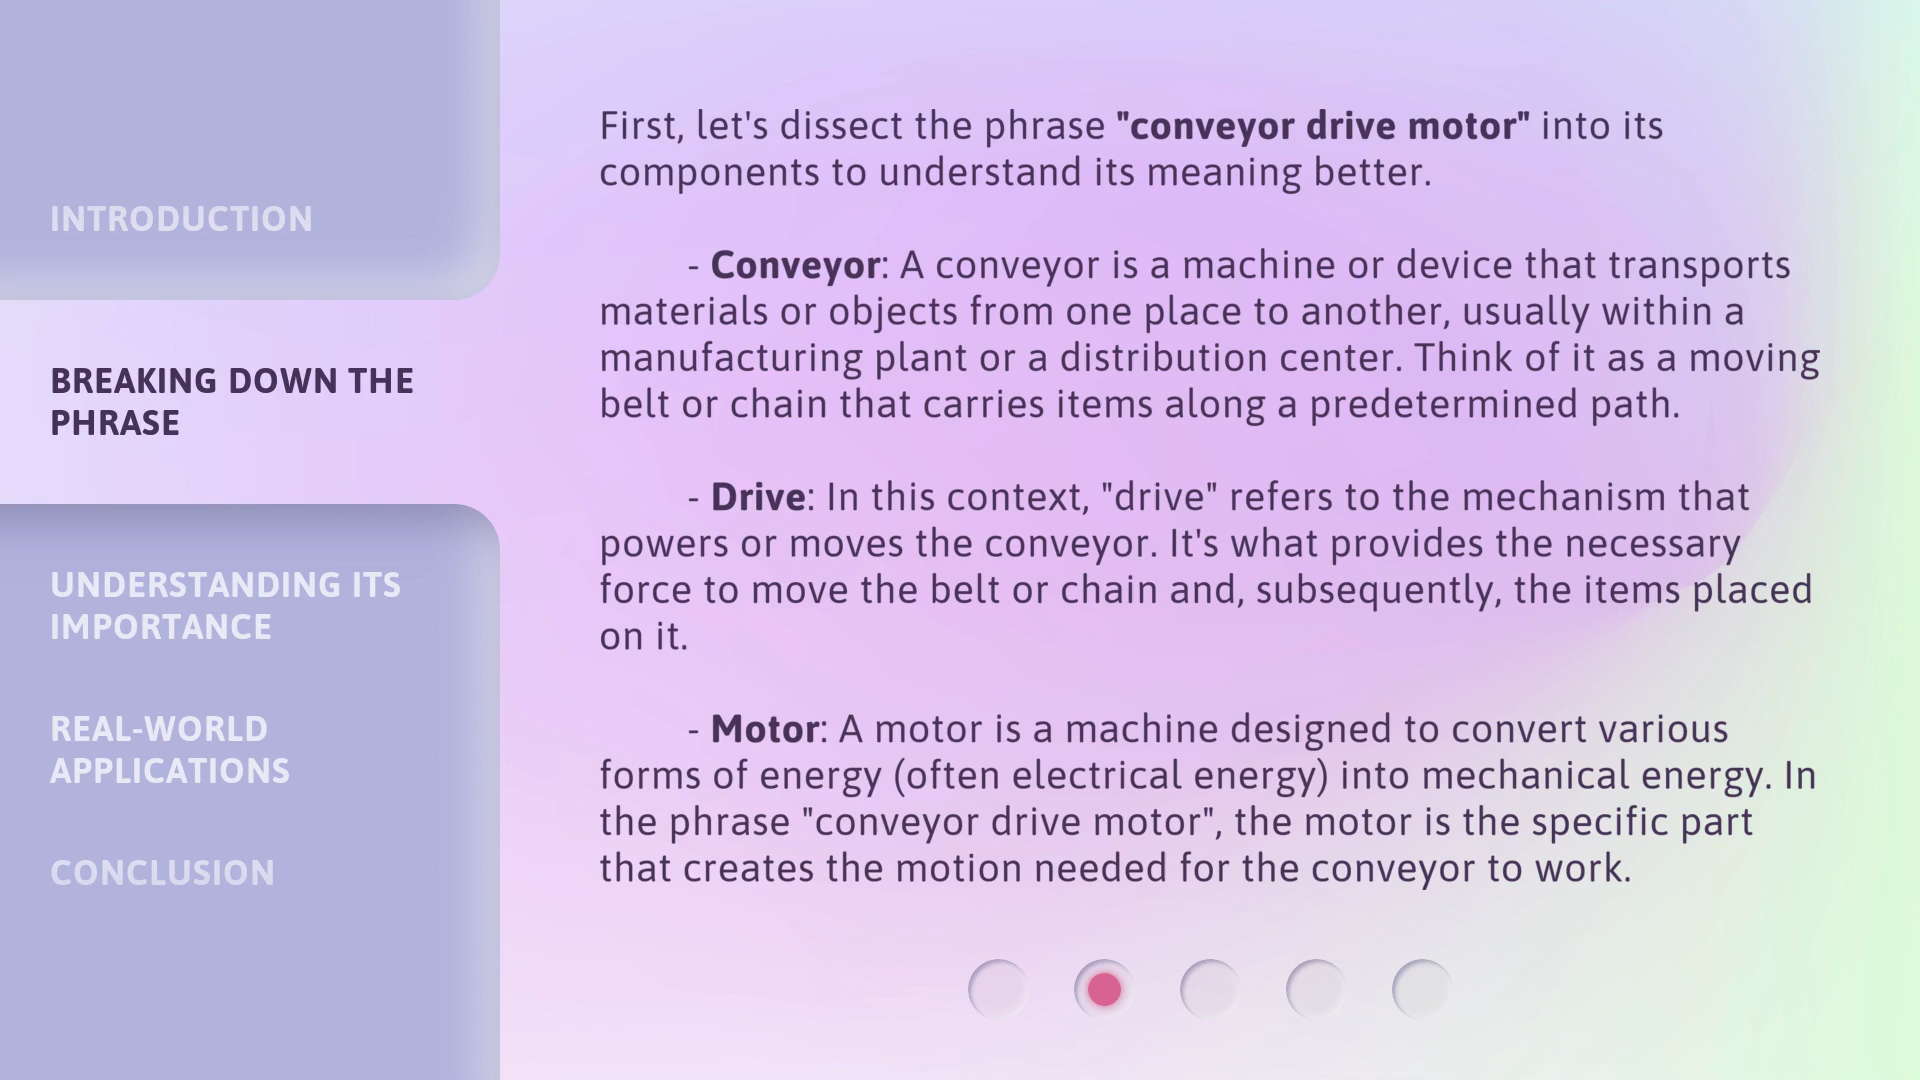 INTRODUCTION
BREAKING DOWN THE
PHRASE
UNDERSTANDING ITS
IMPORTANCE
REAL-WORLD
APPLICATIONS
CONCLUSION
First, let's dissect the phrase "conveyor drive motor" into its
components to understand its meaning better.
- Conveyor: A conveyor is a machine or device that transports
materials or objects from one place to another, usually within a
manufacturing plant or a distribution center. Think of it as a moving
belt or chain that carries items along a predetermined path.
- Drive: In this context, "drive" refers to the mechanism that
powers or moves the conveyor. It's what provides the necessary
force to move the belt or chain and, subsequently, the items placed
on it.
- Motor: A motor is a machine designed to convert various
forms of energy (often electrical energy) into mechanical energy. In
the phrase "conveyor drive motor", the motor is the specific part
that creates the motion needed for the conveyor to work.